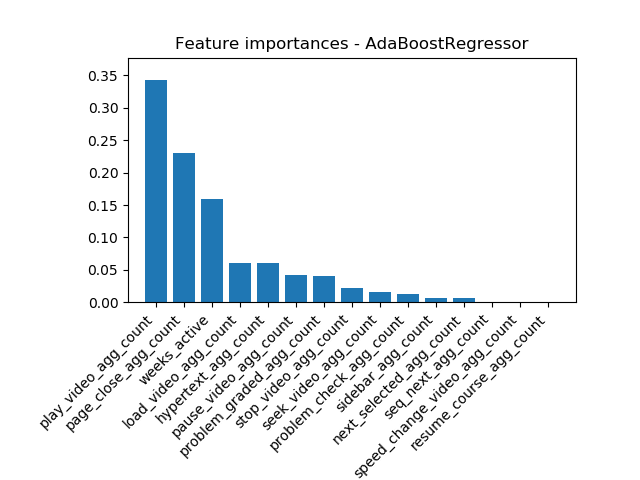 Feature importances - AdaBoostRegressor
0.35
0.30
0.25
0.20
0.15
0.10
0.05
0.00
play_video_agg_count
page_close_agg_count
weeks_active
load_video_agg_count
hypertext_agg_count
pause_video_agg_count
problem_graded_agg_count
stop_video_agg_count
seek_video_agg_count
problem_check_agg_count
sidebar_agg_count
next_selected_agg_count
seq_next_agg_count
speed_change_video_agg_count
resume_course_agg_count